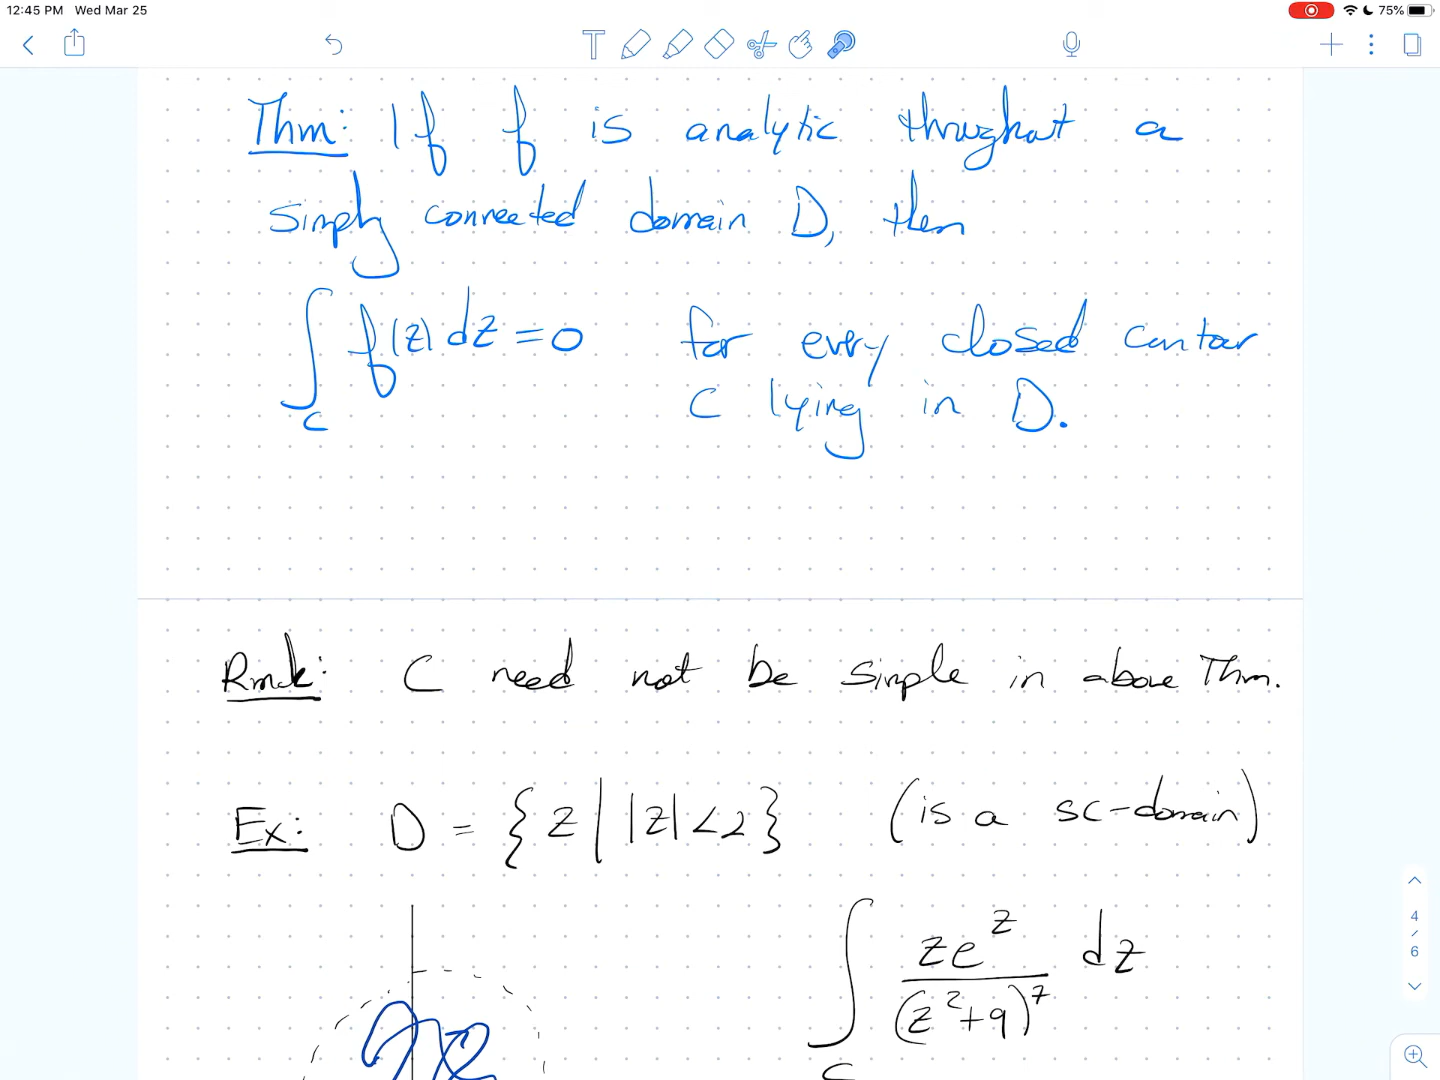 12:45 PM Wed Mar 25
75%
Thm: If f is analytic throughout a
simply connected domain D, then
∫_C f(z) dz = 0 for every closed contour
C lying in D.
Rmk: C need not be simple in above Thm.
Ex: D = {z | |z| < 2} (is a sc-domain)
∫_C ze^z/(z^2+9)^7 dz
4
/
6